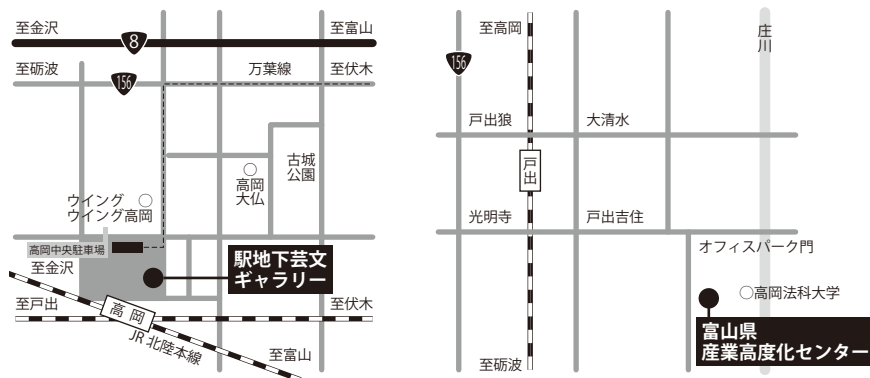 至金沢
8
至富山
至砺波
156
万葉線
至伏木
古城
公園
高岡
大仏
ウイング
ウイング高岡
高岡中央駐車場
至金沢
駅地下芸文
ギャラリー
至戸出
高岡
至伏木
JR 北陸本線
至富山
至高岡
庄川
156
戸出狼
大清水
戸出
光明寺
戸出吉住
オフィスパーク門
高岡法科大学
富山県
産業高度化センター
至砺波